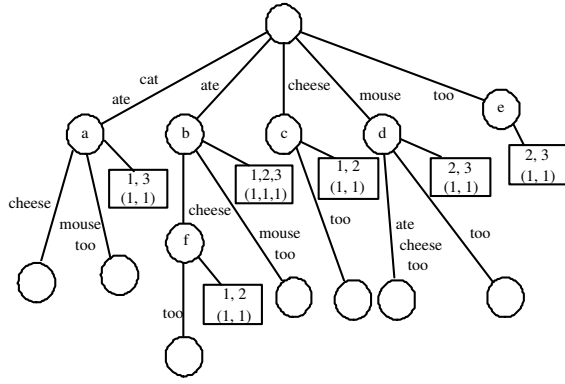 cat
ate
ate
cheese
mouse
too
e
a
b
c
d
1, 3
(1, 1)
1,2,3
(1,1,1)
1, 2
(1, 1)
2, 3
(1, 1)
2, 3
(1, 1)
cheese
mouse
too
cheese
mouse
too
too
ate
cheese
too
too
f
1, 2
(1, 1)
too